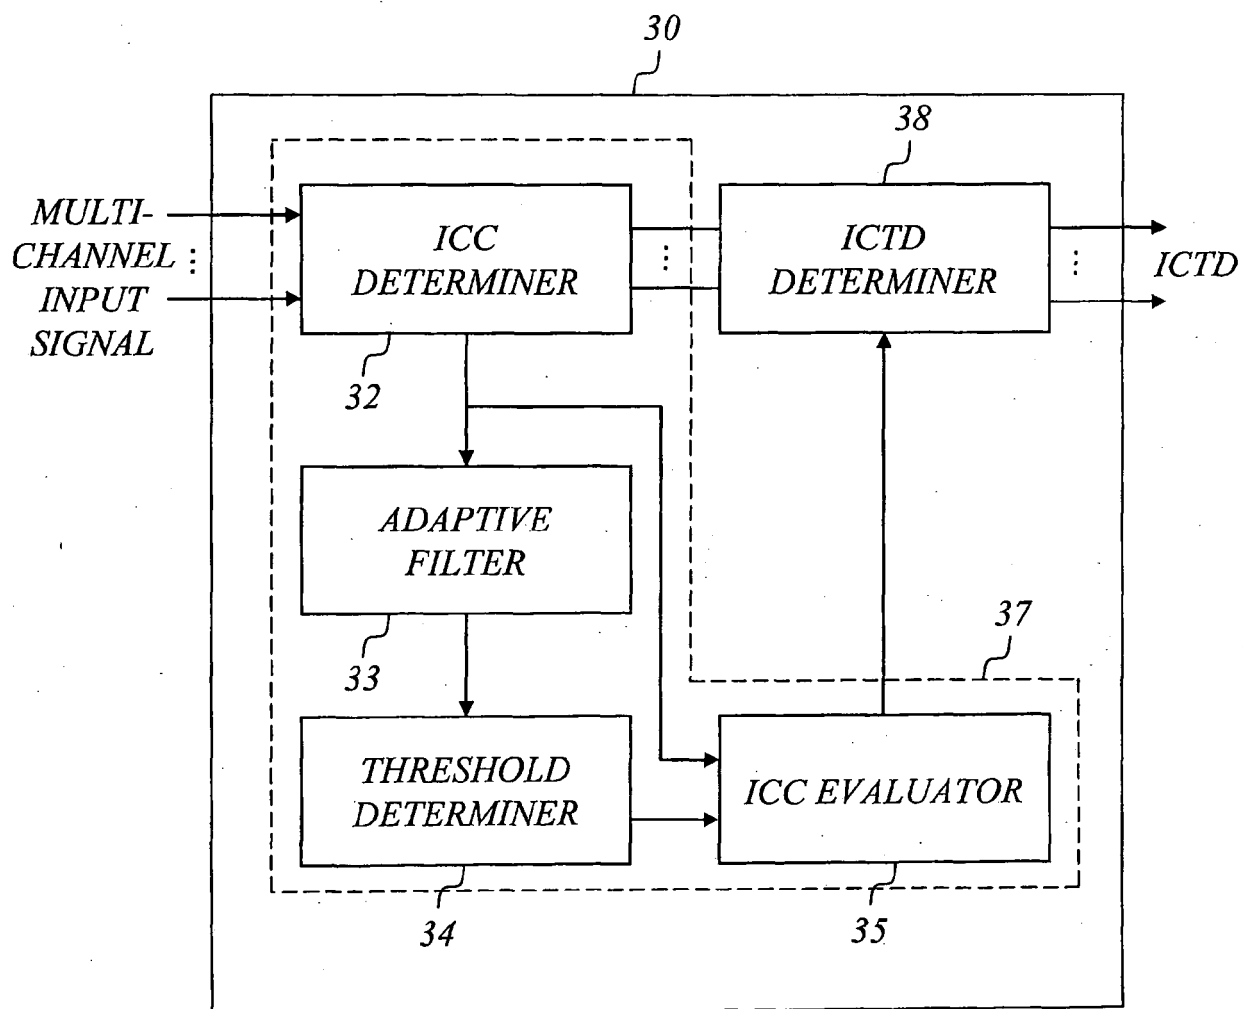 30
38
MULTI-
CHANNEL
INPUT
SIGNAL
ICC
DETERMINER
ICTD
DETERMINER
ICTD
32
ADAPTIVE
FILTER
33
37
THRESHOLD
DETERMINER
ICC EVALUATOR
34
35